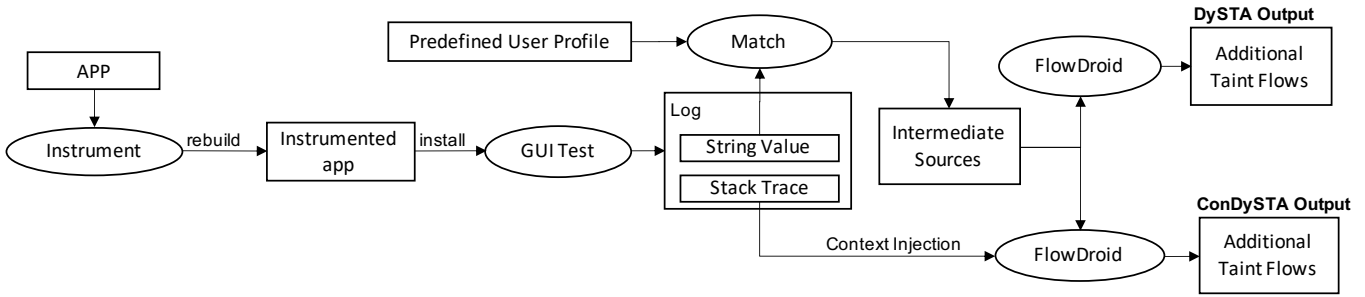 DySTA Output
Predefined User Profile
Match
Additional
Taint Flows
FlowDroid
APP
Log
Intermediate
Sources
Instrument
rebuild
Instrumented
app
install
GUI Test
String Value
Stack Trace
ConDySTA Output
Context Injection
FlowDroid
Additional
Taint Flows